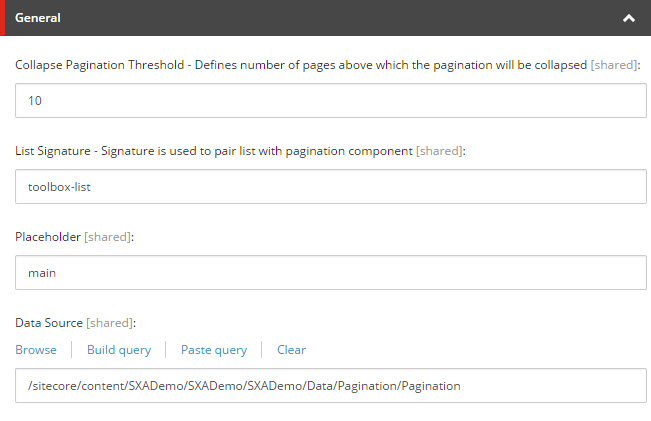 General
Collapse Pagination Threshold - Defines number of pages above which the pagination will be collapsed [shared]:
10
List Signature - Signature is used to pair list with pagination component [shared]:
toolbox-list
Placeholder [shared]:
main
Data Source [shared]:
Browse Build query Paste query Clear
/sitecore/content/SXADemo/SXADemo/SXADemo/Data/Pagination/Pagination